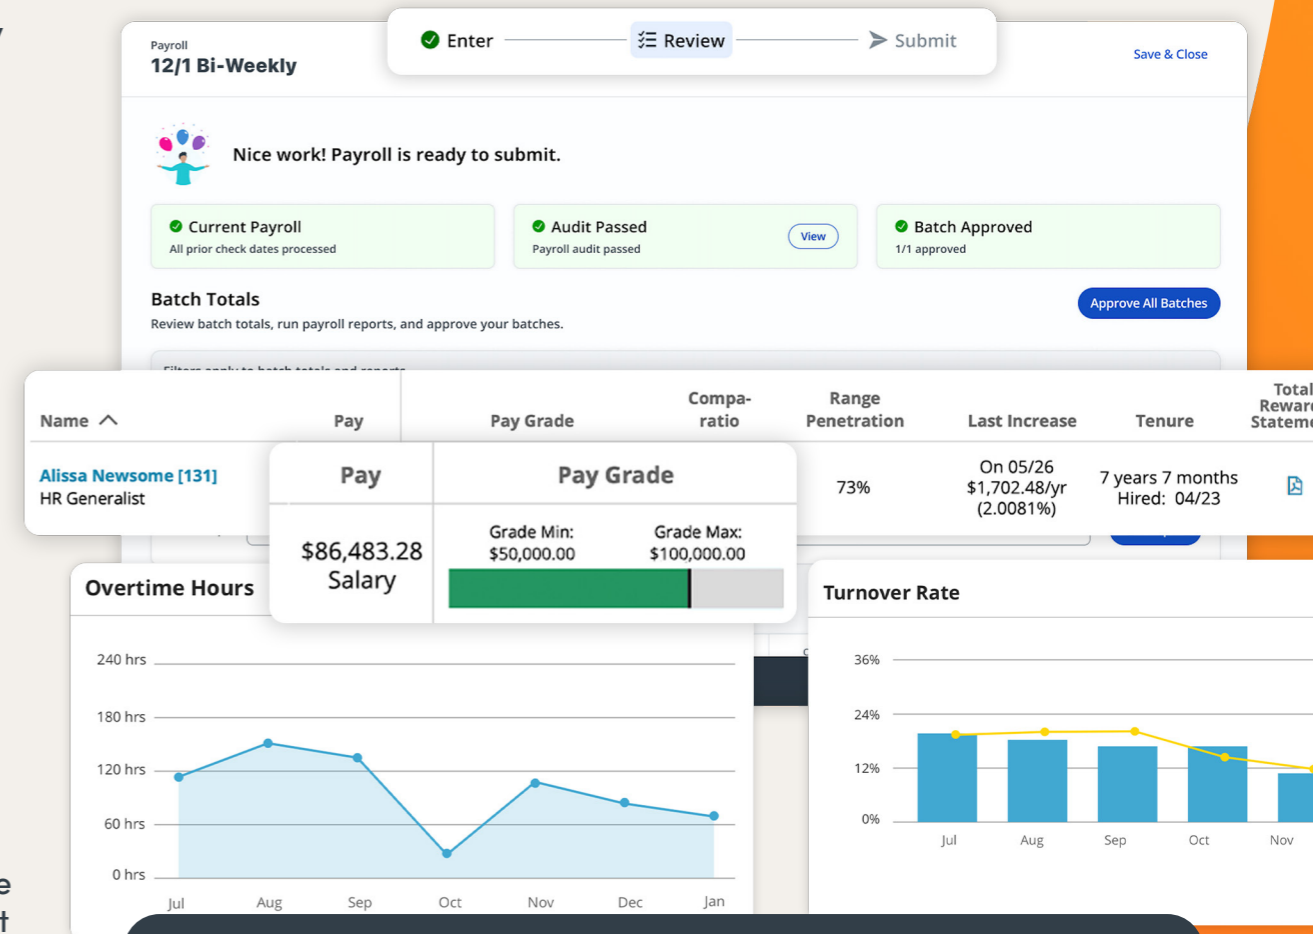 Enter
Review
Submit
Payroll
12/1 Bi-Weekly
Save & Close
Nice work! Payroll is ready to submit.
Current Payroll
All prior check dates processed
Audit Passed
Payroll audit passed
View
Batch Approved
1/1 approved
Batch Totals
Review batch totals, run payroll reports, and approve your batches.
Approve All Batches
Name
Pay
Pay Grade
Compa-
ratio
Range
Penetration
Last Increase
Tenure
Total
Alissa Newsome [131]
HR Generalist
Pay
Pay Grade
$86,483.28
Salary
Grade Min:
$50,000.00
Grade Max:
$100,000.00
73%
On 05/26
$1,702.48/yr
(2.0081%)
7 years 7 months
Hired: 04/23
Overtime Hours
240 hrs
180 hrs
120 hrs
60 hrs
0 hrs
Jul Aug Sep Oct Nov Dec Jan
Turnover Rate
36%
24%
12%
0%
Jul Aug Sep Oct Nov